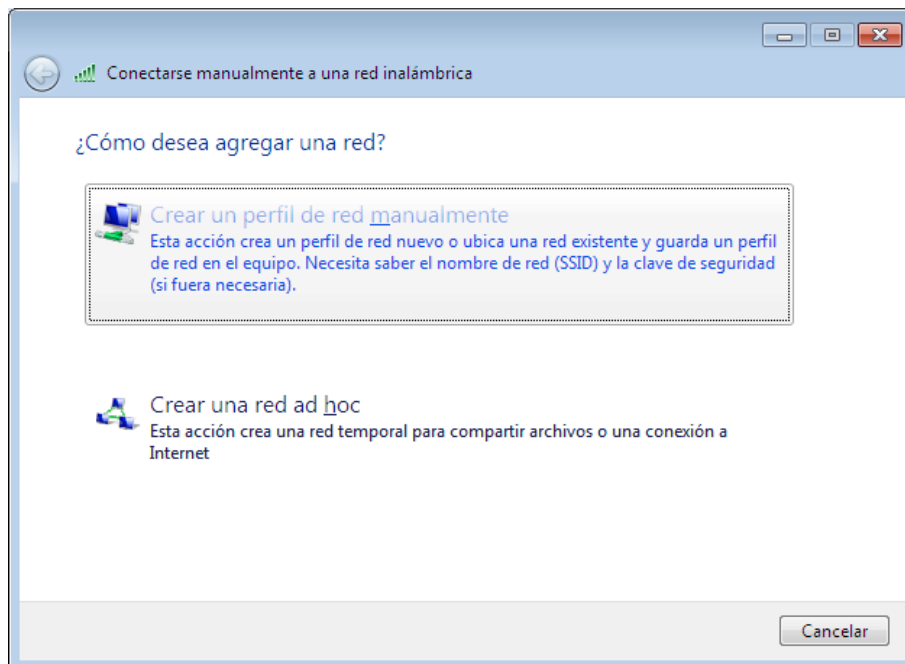 Conectarse manualmente a una red inalámbrica
¿Cómo desea agregar una red?
Crear un perfil de red manualmente
Esta acción crea un perfil de red nuevo o ubica una red existente y guarda un perfil
de red en el equipo. Necesita saber el nombre de red (SSID) y la clave de seguridad
(si fuera necesaria).
Crear una red ad hoc
Esta acción crea una red temporal para compartir archivos o una conexión a
Internet
Cancelar